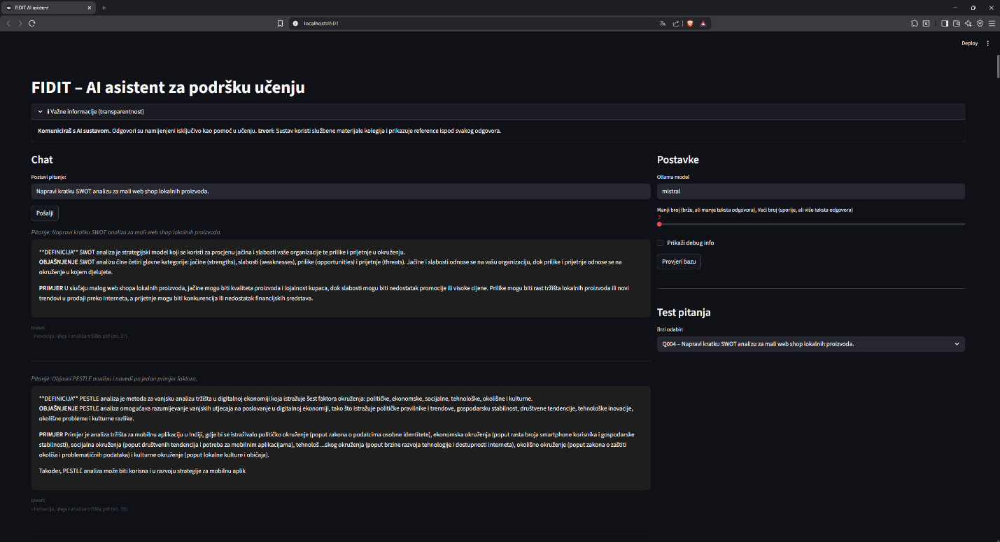 FIDIT AI asistent
localhost:8501
Deploy
FIDIT – AI asistent za podršku učenju
Važne informacije (transparentnost)
Komuniciraš s AI sustavom. Odgovori su namijenjeni isključivo kao pomoć u učenju. Izvori: Sustav koristi službene materijale kolegija i prikazuje reference ispod svakog odgovora.
Chat
Postavi pitanje:
Napravi kratku SWOT analizu za mali web shop lokalnih proizvoda.
Pošalji
Pitanje: Napravi kratku SWOT analizu za mali web shop lokalnih proizvoda.
**DEFINICIJA** SWOT analiza je strategijski model koji se koristi za procjenu jačina i slabosti vaše organizacije te prilike i prijetnje u okruženju.
OBJAŠNJENJE SWOT analizu čine četiri glavne kategorije: jačine (strengths), slabosti (weaknesses), prilike (opportunities) i prijetnje (threats). Jačine i slabosti odnose se na vašu organizaciju, dok prilike i prijetnje odnose se na
okruženje u kojem djelujete.
PRIMJER U slučaju malog web shopa lokalnih proizvoda, jačine mogu biti kvaliteta proizvoda i lojalnost kupaca, dok slabosti mogu biti nedostatak promocije ili visoke cijene. Prilike mogu biti rast tržišta lokalnih proizvoda ili novi
trendovi u prodaji preko interneta, a prijetnje mogu biti konkurencija ili nedostatak financijskih sredstava.
Izvori:
- Inovacija, ideja i analiza tržišta.pdf (str. 37)
Pitanje: Objasni PESTLE analizu i navedi po jedan primjer faktora.
**DEFINICIJA** PESTLE analiza je metoda za vanjsku analizu tržišta u digitalnoj ekonomiji koja istražuje šest faktora okruženja: političke, ekonomske, socijalne, tehnološke, okolišne i kulturne.
OBJAŠNJENJE PESTLE analiza omogućava razumijevanje vanjskih utjecaja na poslovanje u digitalnoj ekonomiji, tako što istražuje političke pravilnike i trendove, gospodarsku stabilnost, društvene tendencije, tehnološke inovacije,
okolišne probleme i kulturne razlike.
PRIMJER Primjer je analiza tržišta za mobilnu aplikaciju u Indiji, gdje bi se istraživalo političko okruženje (poput zakona o podatcima osobne identitete), ekonomska okruženja (poput rasta broja smartphone korisnika i gospodarske
stabilnosti), socijalna okruženja (poput društvenih tendencija i potreba za mobilnim aplikacijama), tehnološ ...skog okruženja (poput brzine razvoja tehnologije i dostupnosti interneta), okolišno okruženje (poput zakona o zaštiti
okoliša i problematičnih podataka) i kulturne okruženje (poput lokalne kulture i običaja).
Također, PESTLE analiza može biti korisna i u razvoju strategije za mobilnu aplik
Izvori:
- Inovacija, ideja i analiza tržišta.pdf (str. 39)
Postavke
Ollama model
mistral
Manji broj (brže, ali manje teksta odgovora), Veći broj (sporije, ali više teksta odgovora)
2
Prikaži debug info
Provjeri bazu
Test pitanja
Brzi odabir:
Q004 – Napravi kratku SWOT analizu za mali web shop lokalnih proizvoda.